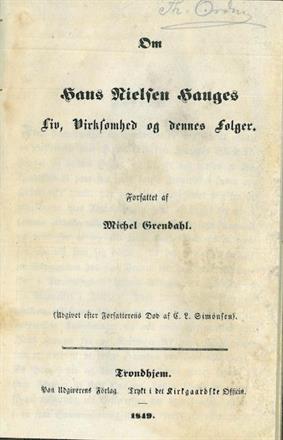 Th. 
Om
Hans Nielsen Hauges
Liv, Virksomhed og dennes Følger.
Forfattet af
Michel Grendahl.
(Udgivet efter Forfatterens Død af C. L. Simonsen).
Trondhjem.
Paa Udgiverens Forlag. Trykt i det Kirkgaardske Officin.
1849.